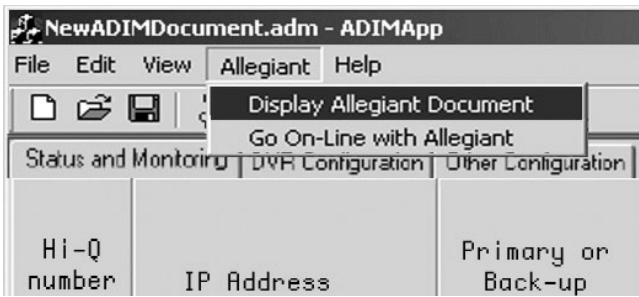 NewADIMDocument.adm - ADIMApp
File Edit View Allegiant Help
Display Allegiant Document
Go On-Line with Allegiant
Status and Monitoring DVR Configuration Other Configuration
Hi-Q
number
IP Address
Primary or
Back-up